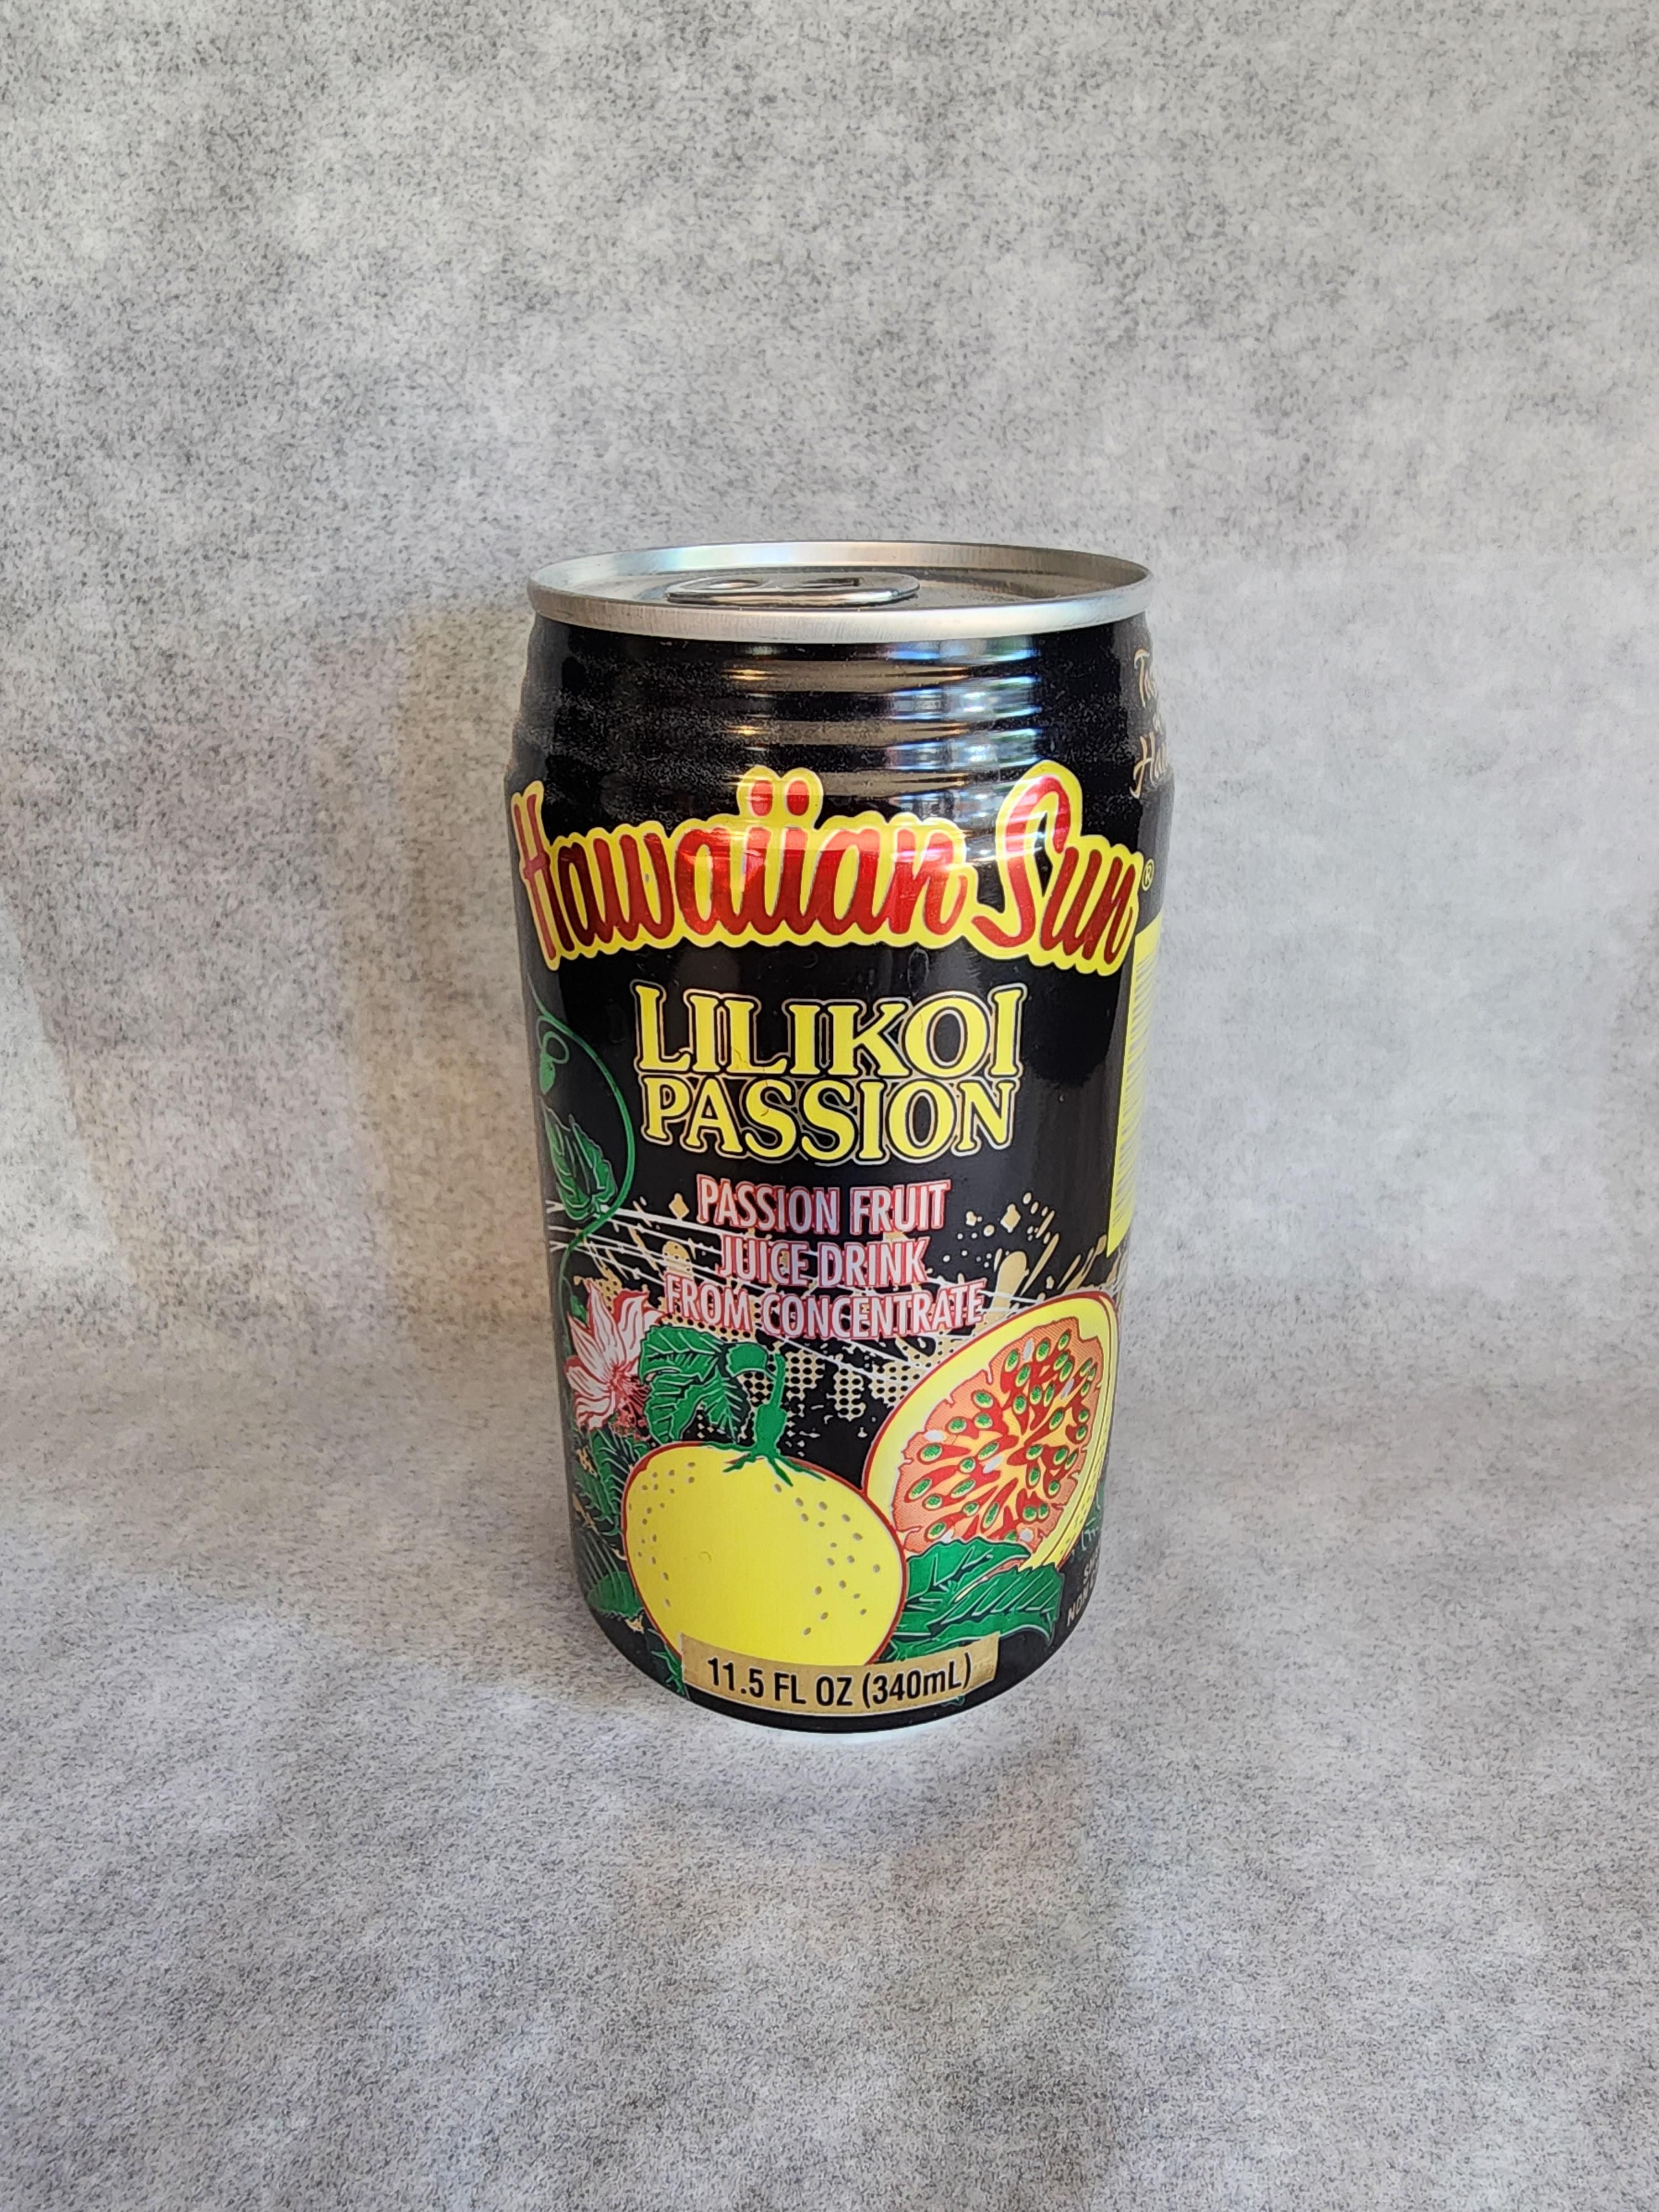 Hawaiian Sun®
LILIKOI
PASSION
PASSION FRUIT
JUICE DRINK
FROM CONCENTRATE
11.5 FL OZ (340mL)